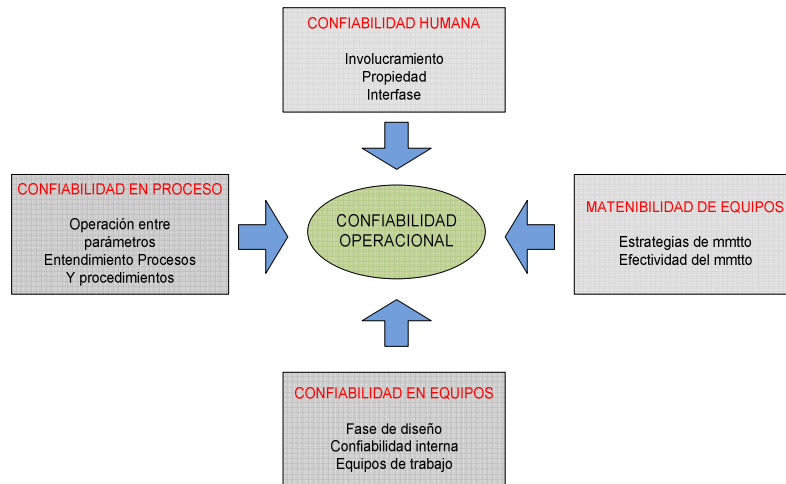 CONFIABILIDAD HUMANA
Involucramiento
Propiedad
Interfase
CONFIABILIDAD EN PROCESO
Operación entre
parámetros
Entendimiento Procesos
Y procedimientos
CONFIABILIDAD
OPERACIONAL
MATENIBILIDAD DE EQUIPOS
Estrategias de mmtto
Efectividad del mmtto
CONFIABILIDAD EN EQUIPOS
Fase de diseño
Confiabilidad interna
Equipos de trabajo